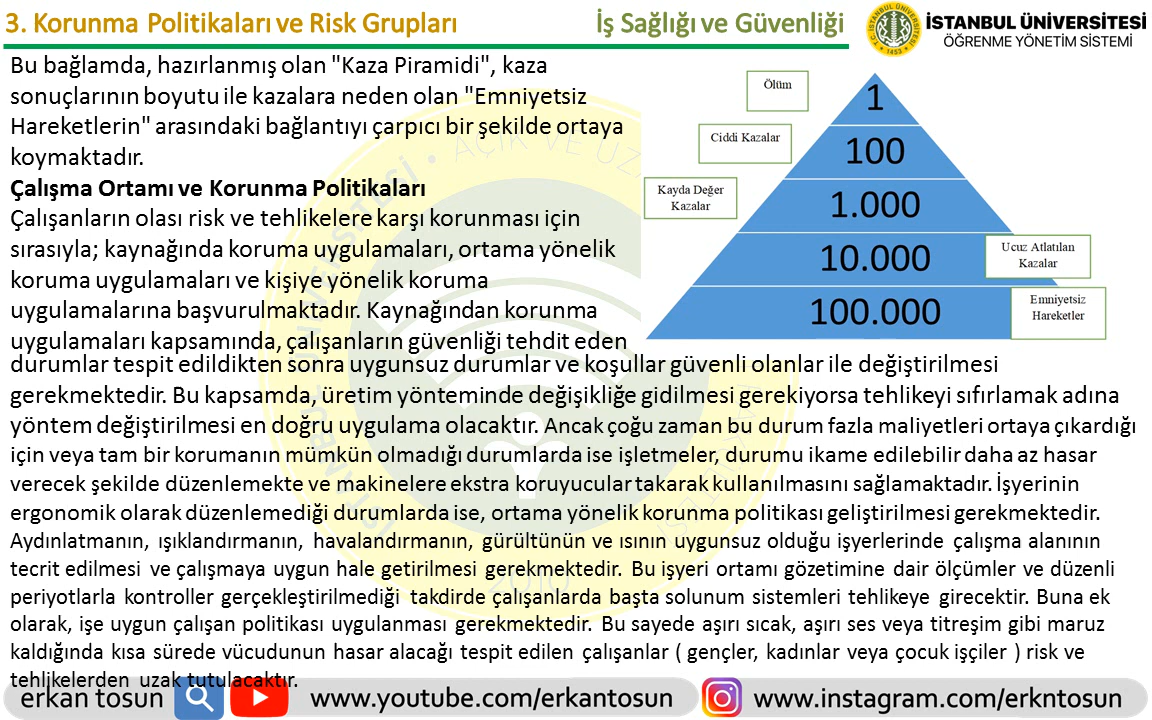 3. Korunma Politikaları ve Risk Grupları
İş Sağlığı ve Güvenliği
İSTANBUL ÜNİVERSİTESİ
ÖĞRENME YÖNETİM SİSTEMİ
Bu bağlamda, hazırlanmış olan "Kaza Piramidi", kaza
sonuçlarının boyutu ile kazalara neden olan "Emniyetsiz
Hareketlerin" arasındaki bağlantıyı çarpıcı bir şekilde ortaya
koymaktadır.
Çalışma Ortamı ve Korunma Politikaları
Çalışanların olası risk ve tehlikelere karşı korunması için
sırasıyla; kaynağında koruma uygulamaları, ortama yönelik
koruma uygulamaları ve kişiye yönelik koruma
uygulamalarına başvurulmaktadır. Kaynağından korunma
uygulamaları kapsamında, çalışanların güvenliği tehdit eden
durumlar tespit edildikten sonra uygunsuz durumlar ve koşullar güvenli olanlar ile değiştirilmesi
gerekmektedir. Bu kapsamda, üretim yönteminde değişikliğe gidilmesi gerekiyorsa tehlikeyi sıfırlamak adına
yöntem değiştirilmesi en doğru uygulama olacaktır. Ancak çoğu zaman bu durum fazla maliyetleri ortaya çıkardığı
için veya tam bir korumanın mümkün olmadığı durumlarda ise işletmeler, durumu ikame edilebilir daha az hasar
verecek şekilde düzenlemekte ve makinelere ekstra koruyucular takarak kullanılmasını sağlamaktadır. İşyerinin
ergonomik olarak düzenlemediği durumlarda ise, ortama yönelik korunma politikası geliştirilmesi gerekmektedir.
Aydınlatmanın, ışıklandırmanın, havalandırmanın, gürültünün ve ısının uygunsuz olduğu işyerlerinde çalışma alanının
tecrit edilmesi ve çalışmaya uygun hale getirilmesi gerekmektedir. Bu işyeri ortamı gözetimine dair ölçümler ve düzenli
periyotlarla kontroller gerçekleştirilmediği takdirde çalışanlarda başta solunum sistemleri tehlikeye girecektir. Buna ek
olarak, işe uygun çalışan politikası uygulanması gerekmektedir. Bu sayede aşırı sıcak, aşırı ses veya titreşim gibi maruz
kaldığında kısa sürede vücudunun hasar alacağı tespit edilen çalışanlar ( gençler, kadınlar veya çocuk işçiler ) risk ve
tehlikelerden uzak tutulacaktır.
Ölüm
1
Ciddi Kazalar
100
Kayda Değer
Kazalar
1.000
10.000
Ucuz Atlatılan
Kazalar
100.000
Emniyetsiz
Hareketler
erkan tosun
www.youtube.com/erkantosun
www.instagram.com/erkntosun